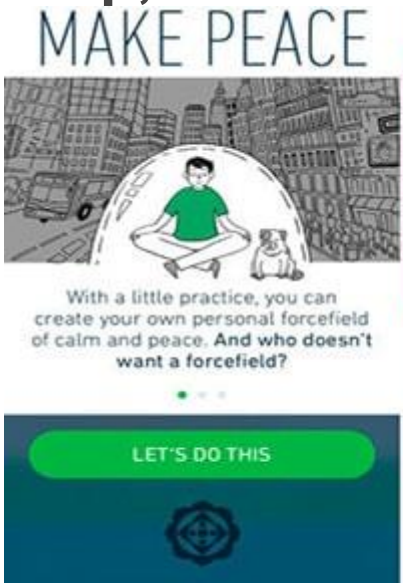 MAKE PEACE
With a little practice, you can
create your own personal forcefield
of calm and peace. And who doesn't
want a forcefield?
LET'S DO THIS